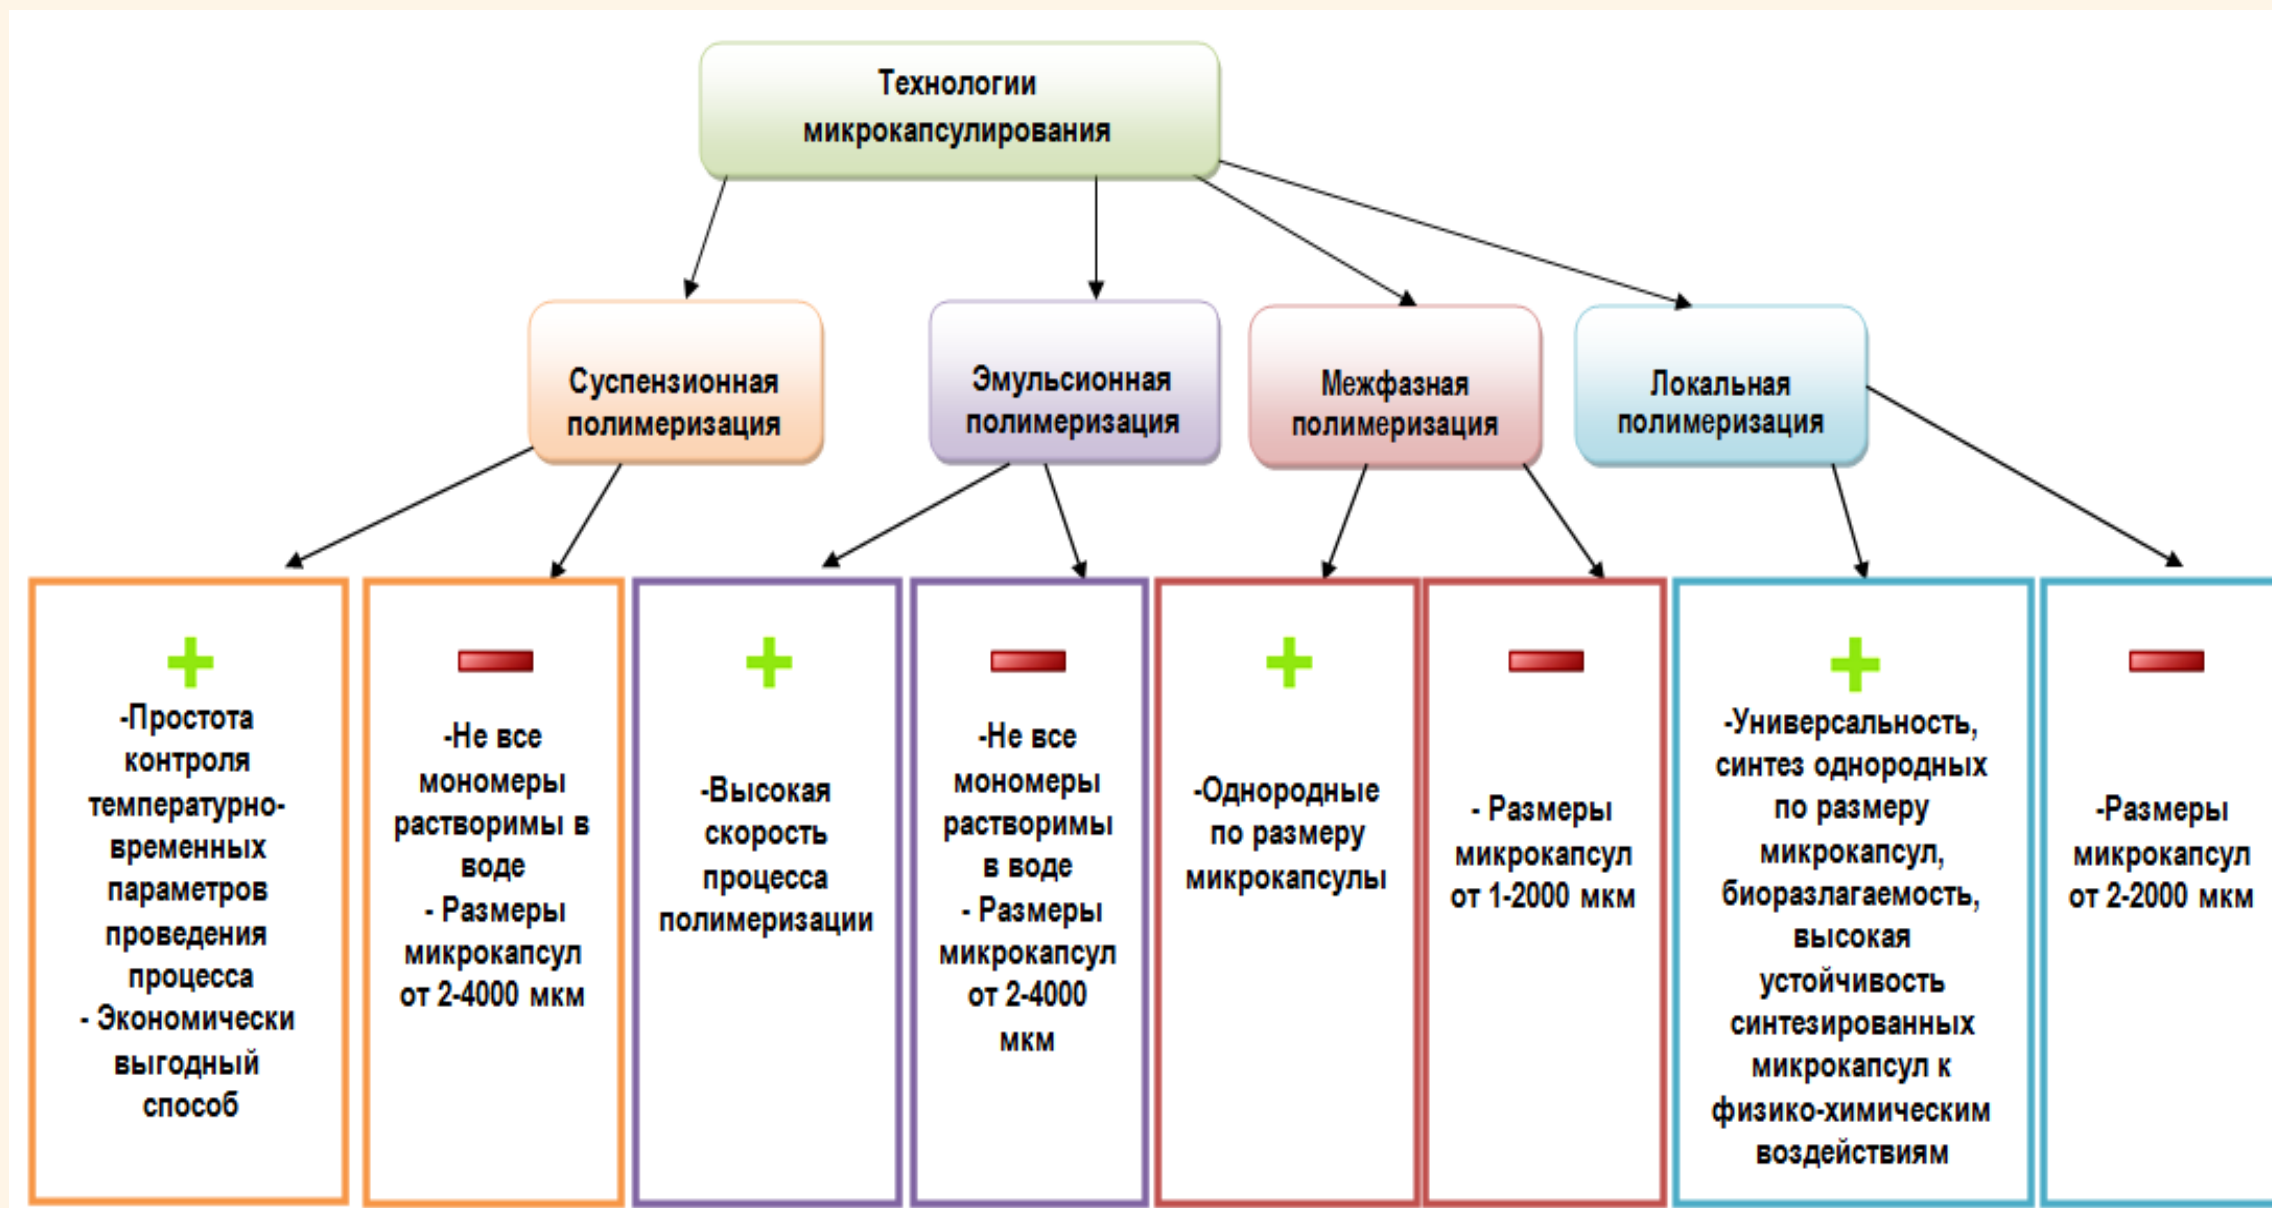 Технологии
микрокапсулирования
Суспензионная
полимеризация
Эмульсионная
полимеризация
Межфазная
полимеризация
Локальная
полимеризация
-Простота
контроля
температурно-
временных
параметров
проведения
процесса
- Экономически
выгодный
способ
-Не все
мономеры
растворимы в
воде
- Размеры
микрокапсул
от 2-4000 мкм
-Высокая
скорость
процесса
полимеризации
-Не все
мономеры
растворимы
в воде
- Размеры
микрокапсул
от 2-4000
мкм
-Однородные
по размеру
микрокапсулы
- Размеры
микрокапсул
от 1-2000 мкм
-Универсальность,
синтез однородных
по размеру
микрокапсул,
биоразлагаемость,
высокая
устойчивость
синтезированных
микрокапсул к
физико-химическим
воздействиям
-Размеры
микрокапсул
от 2-2000 мкм